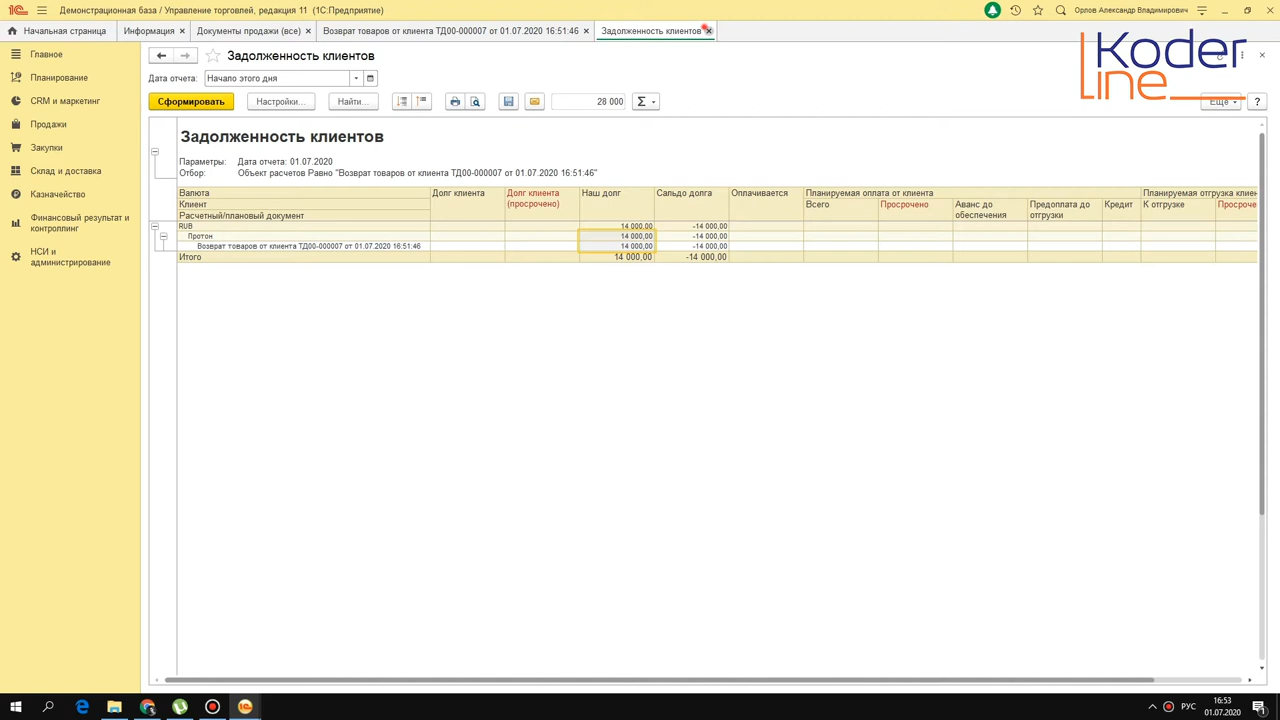 Демонстрационная база / Управление торговлей, редакция 11 (1С:Предприятие)
Орлов Александр Владимирович
Начальная страница
Информация ×
Документы продажи (все) ×
Возврат товаров от клиента ТД00-000007 от 01.07.2020 16:51:46 ×
Задолженность клиентов
Koder
line
Главное
Планирование
CRM и маркетинг
Продажи
Закупки
Склад и доставка
Казначейство
Финансовый результат и
контроллинг
НСИ и
администрирование
Задолженность клиентов
Дата отчета: Начало этого дня
Сформировать Настройки... Найти... 28 000 Σ Еще ?
Задолженность клиентов
Параметры: Дата отчета: 01.07.2020
Отбор: Объект расчетов Равно "Возврат товаров от клиента ТД00-000007 от 01.07.2020 16:51:46"
Валюта Долг клиента Долг клиента Наш долг Сальдо долга Оплачивается Планируемая оплата от клиента Планируемая отгрузка клиен
Клиент (просрочено) Всего Просрочено Аванс до Предоплата до Кредит К отгрузке Просроче
Расчетный/плановый документ обеспечения отгрузки
RUB 14 000,00 -14 000,00
Протон 14 000,00 -14 000,00
Возврат товаров от клиента ТД00-000007 от 01.07.2020 16:51:46 14 000,00 -14 000,00
Итого 14 000,00 -14 000,00
РУС
16:53
01.07.2020
1